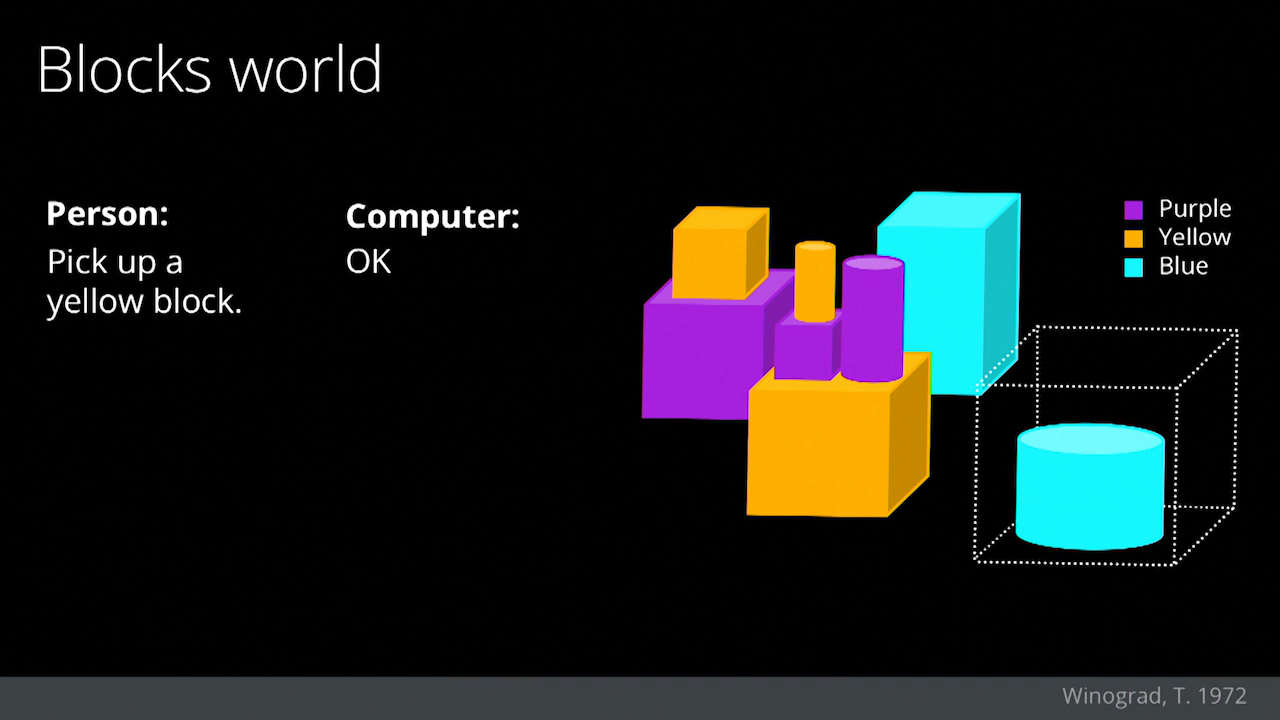 Blocks world
Person:
Pick up a
yellow block.
Computer:
OK
Purple
Yellow
Blue
Winograd, T. 1972